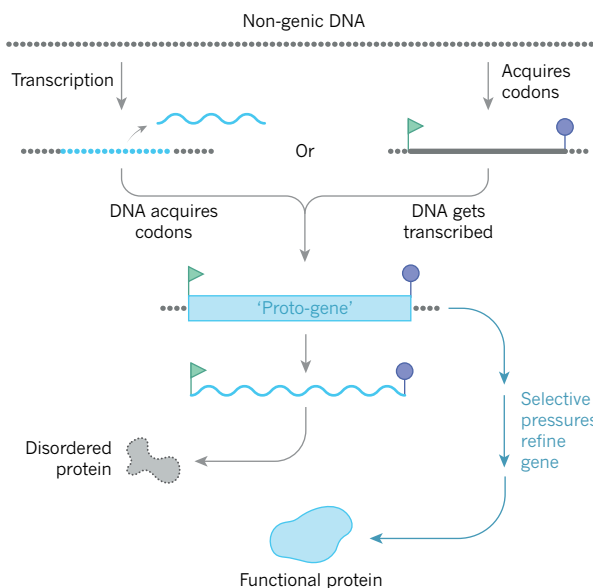 Non-genic DNA
Transcription
Acquires
codons
Or
DNA acquires
codons
DNA gets
transcribed
‘Proto-gene’
Selective
pressures
refine
gene
Disordered
protein
Functional protein